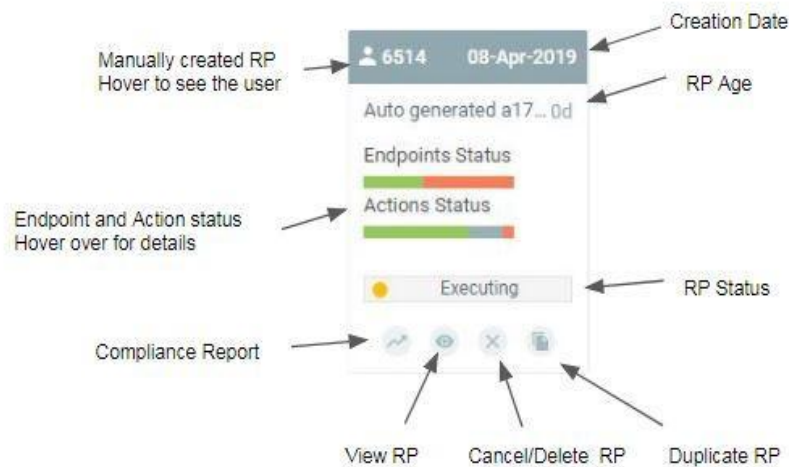 Creation Date
Manually created RP
Hover to see the user
6514 08-Apr-2019
RP Age
Auto generated a17... 0d
Endpoints Status
Endpoint and Action status
Hover over for details
Actions Status
Executing
RP Status
Compliance Report
View RP
Cancel/Delete RP
Duplicate RP